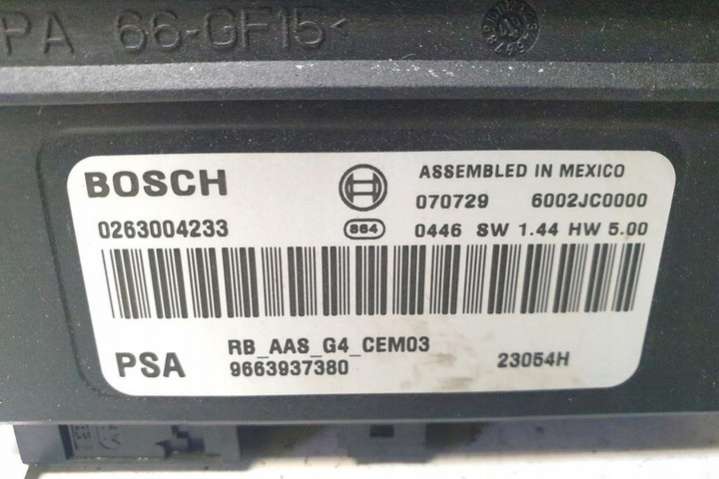 PA 66-GF15<
BOSCH
ASSEMBLED IN MEXICO
070729 6002JC0000
0263004233 864 0446 SW 1.44 HW 5.00
PSA RB_AAS_G4_CEM03 23054H
9663937380